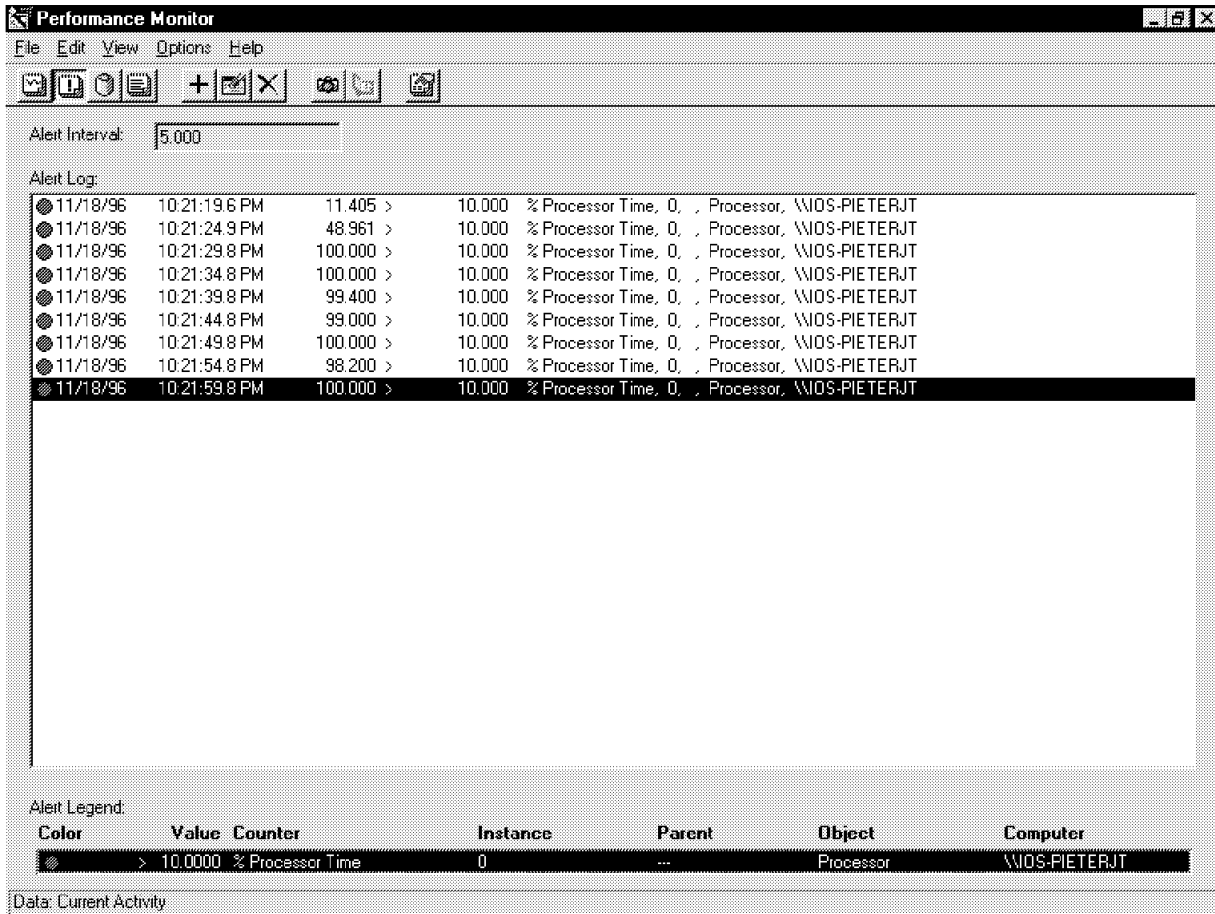 Performance Monitor
File Edit View Options Help
Alert Interval: 5.000
Alert Log:
11/18/96 10:21:19.6 PM 11.405 > 10.000 % Processor Time, 0, , Processor, \\IOS-PIETERJT
11/18/96 10:21:24.9 PM 48.961 > 10.000 % Processor Time, 0, , Processor, \\IOS-PIETERJT
11/18/96 10:21:29.8 PM 100.000 > 10.000 % Processor Time, 0, , Processor, \\IOS-PIETERJT
11/18/96 10:21:34.8 PM 100.000 > 10.000 % Processor Time, 0, , Processor, \\IOS-PIETERJT
11/18/96 10:21:39.8 PM 99.400 > 10.000 % Processor Time, 0, , Processor, \\IOS-PIETERJT
11/18/96 10:21:44.8 PM 99.000 > 10.000 % Processor Time, 0, , Processor, \\IOS-PIETERJT
11/18/96 10:21:49.8 PM 100.000 > 10.000 % Processor Time, 0, , Processor, \\IOS-PIETERJT
11/18/96 10:21:54.8 PM 98.200 > 10.000 % Processor Time, 0, , Processor, \\IOS-PIETERJT
11/18/96 10:21:59.8 PM 100.000 > 10.000 % Processor Time, 0, , Processor, \\IOS-PIETERJT
Alert Legend:
Color Value Counter Instance Parent Object Computer
> 10.0000 % Processor Time 0 --- Processor \\IOS-PIETERJT
Data: Current Activity